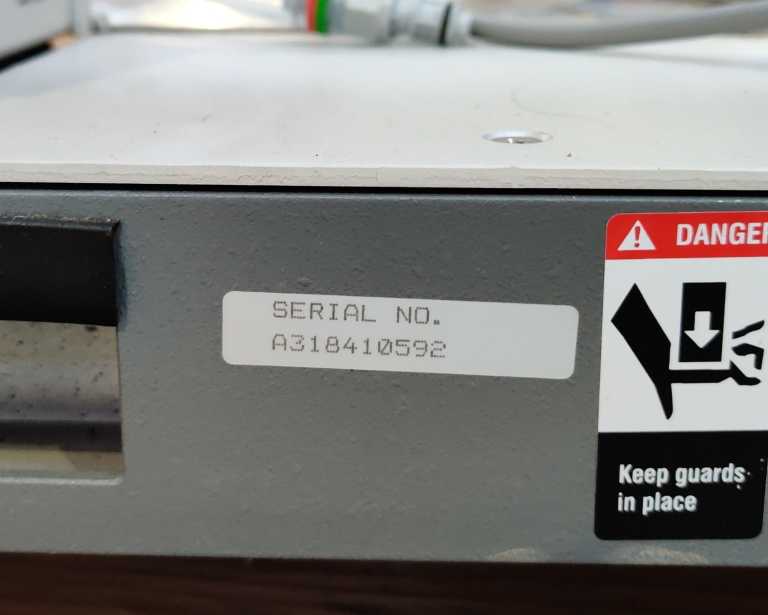 SERIAL NO.
A318410592
DANGER
Keep guards
in place